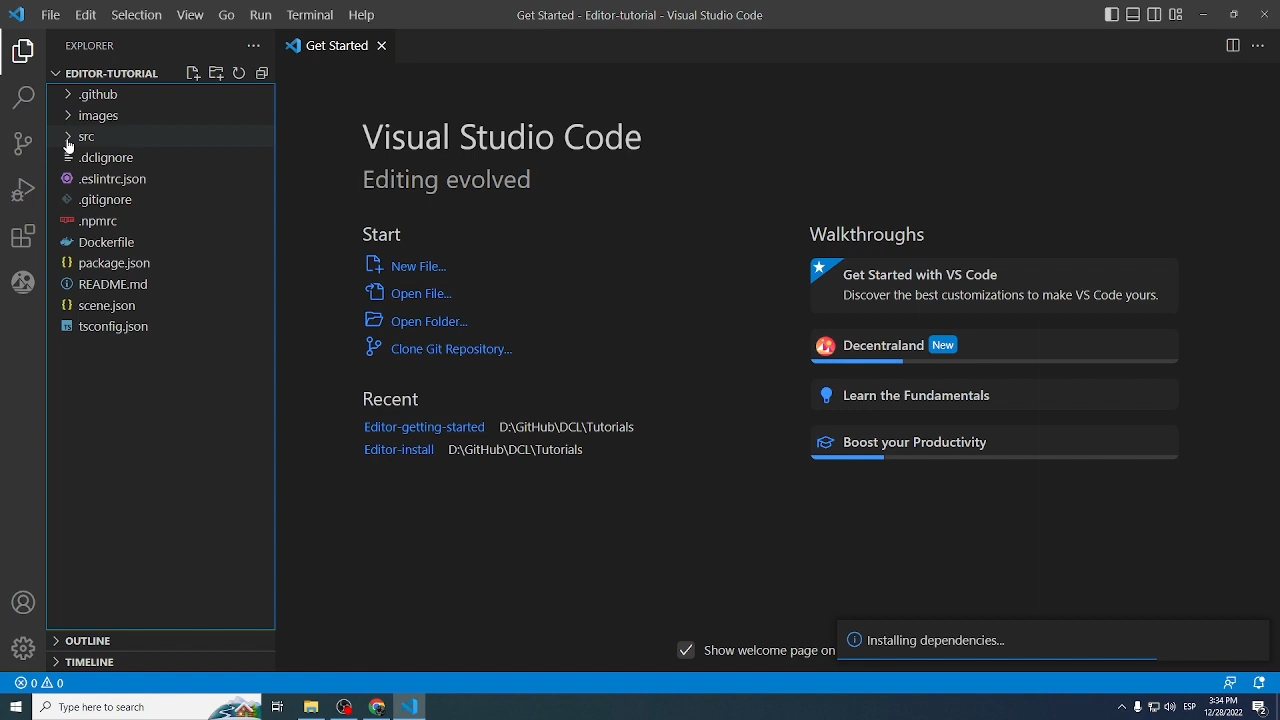 File Edit Selection View Go Run Terminal Help
Get Started - Editor-tutorial - Visual Studio Code
EXPLORER
EDITOR-TUTORIAL
.github
images
src
.dclignore
.eslintrc.json
.gitignore
.npmrc
Dockerfile
package.json
README.md
scene.json
tsconfig.json
OUTLINE
TIMELINE
Get Started
Visual Studio Code
Editing evolved
Start
New File...
Open File...
Open Folder...
Clone Git Repository...
Recent
Editor-getting-started D:\GitHub\DCL\Tutorials
Editor-install D:\GitHub\DCL\Tutorials
Walkthroughs
Get Started with VS Code
Discover the best customizations to make VS Code yours.
Decentraland New
Learn the Fundamentals
Boost your Productivity
Show welcome page on
Installing dependencies...
0 0
Type here to search
ESP
3:34 PM
12/28/2022